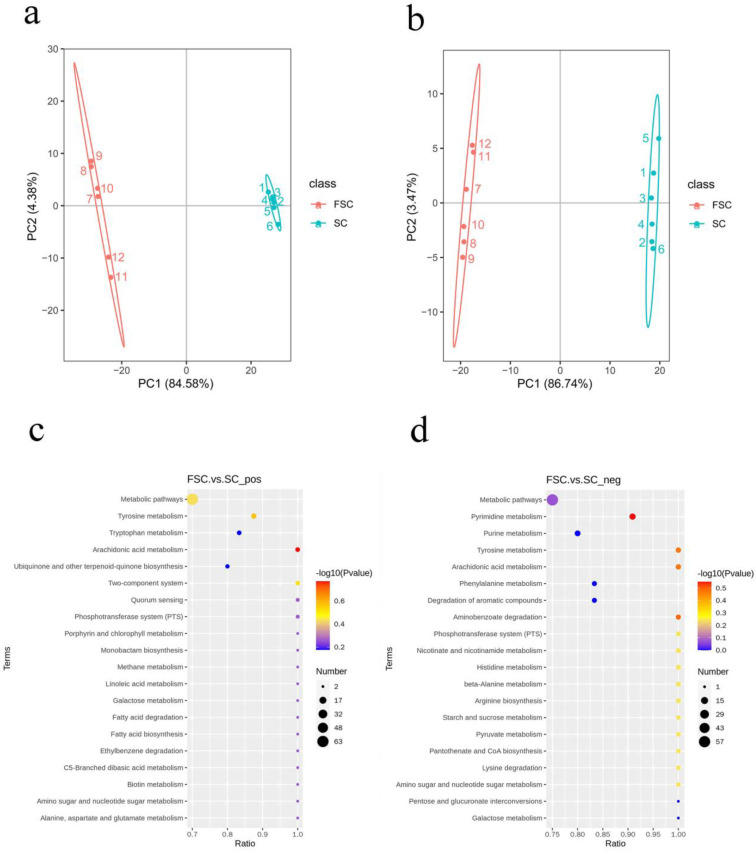 a
30
20
10
0
−10
−20
−20
0
20
PC2 (4.38%)
PC1 (84.58%)
9
8
10
7
12
11
1
3
4
2
5
6
class
FSC
SC
b
10
5
0
−5
−10
−20
−10
0
10
20
PC2 (3.47%)
PC1 (86.74%)
12
11
7
10
8
9
5
1
3
4
2
6
class
FSC
SC
c
FSC.vs.SC_pos
Terms
Metabolic pathways
Tyrosine metabolism
Tryptophan metabolism
Arachidonic acid metabolism
Ubiquinone and other terpenoid-quinone biosynthesis
Two-component system
Quorum sensing
Phosphotransferase system (PTS)
Porphyrin and chlorophyll metabolism
Monobactam biosynthesis
Methane metabolism
Linoleic acid metabolism
Galactose metabolism
Fatty acid degradation
Fatty acid biosynthesis
Ethylbenzene degradation
C5-Branched dibasic acid metabolism
Biotin metabolism
Amino sugar and nucleotide sugar metabolism
Alanine, aspartate and glutamate metabolism
0.7
0.8
0.9
1.0
Ratio
-log10(Pvalue)
0.6
0.4
0.2
Number
2
17
32
48
63
d
FSC.vs.SC_neg
Terms
Metabolic pathways
Pyrimidine metabolism
Purine metabolism
Tyrosine metabolism
Arachidonic acid metabolism
Phenylalanine metabolism
Degradation of aromatic compounds
Aminobenzoate degradation
Phosphotransferase system (PTS)
Nicotinate and nicotinamide metabolism
Histidine metabolism
beta-Alanine metabolism
Arginine biosynthesis
Starch and sucrose metabolism
Pyruvate metabolism
Pantothenate and CoA biosynthesis
Lysine degradation
Amino sugar and nucleotide sugar metabolism
Pentose and glucuronate interconversions
Galactose metabolism
0.75
0.80
0.85
0.90
0.95
1.00
Ratio
-log10(Pvalue)
0.5
0.4
0.3
0.2
0.1
0.0
Number
1
15
29
43
57